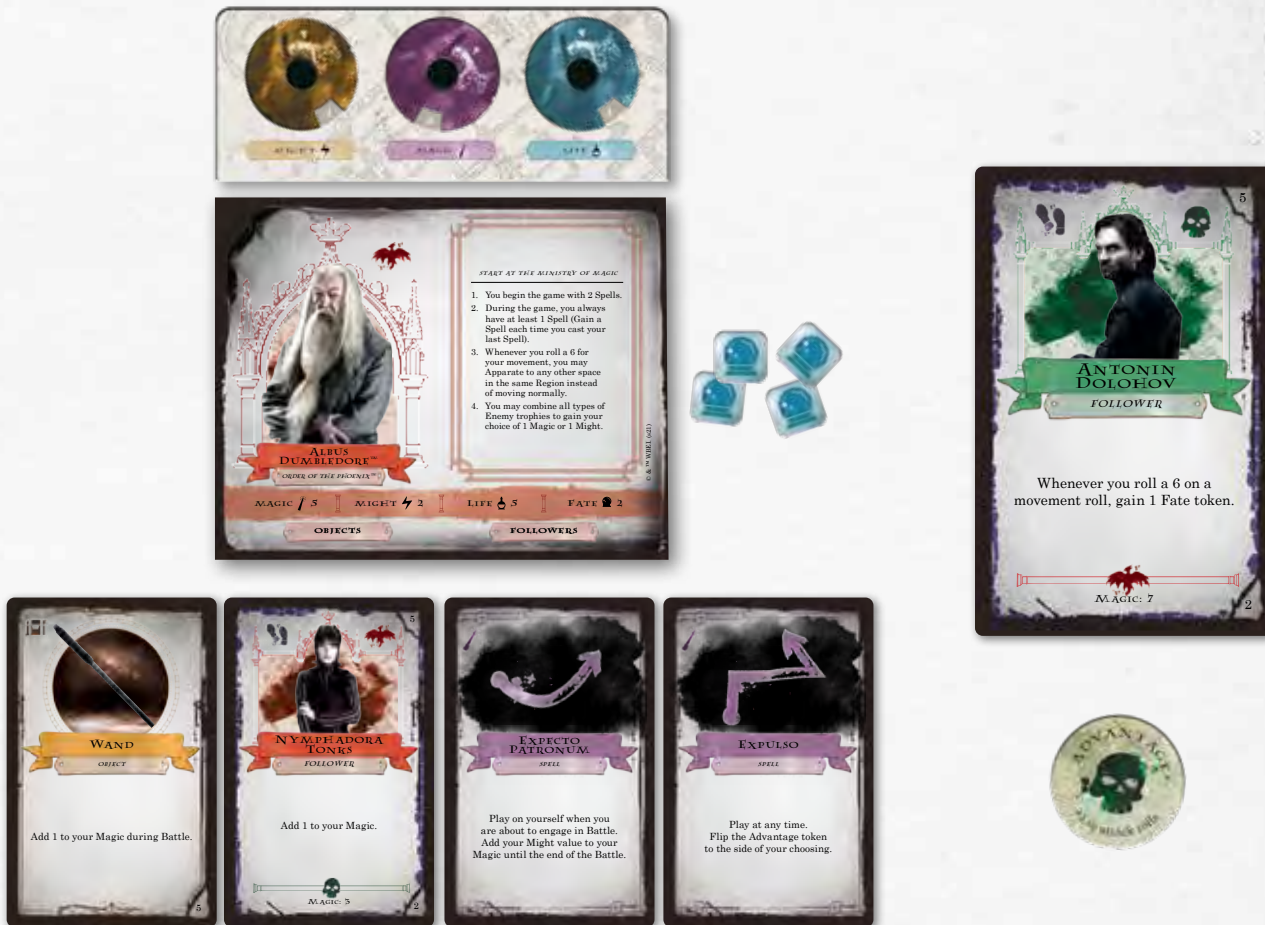 MIGHT
MAGIC
LIFE
START AT THE MINISTRY OF MAGIC
1. You begin the game with 2 Spells.
2. During the game, you always
have at least 1 Spell (Gain a
Spell each time you cast your
last Spell).
3. Whenever you roll a 6 for
your movement, you may
Apparate to any other space
in the same Region instead
of moving normally.
4. You may combine all types of
Enemy trophies to gain your
choice of 1 Magic or 1 Might.
© & ™ WBEI. (s21)
ALBUS
DUMBLEDORE™
ORDER OF THE PHOENIX™
MAGIC 5 MIGHT 2 LIFE 5 FATE 2
OBJECTS FOLLOWERS
5
ANTONIN
DOLOHOV
FOLLOWER
Whenever you roll a 6 on a
movement roll, gain 1 Fate token.
MAGIC: 7
2
WAND
OBJECT
Add 1 to your Magic during Battle.
5
5
NYMPHADORA
TONKS
FOLLOWER
Add 1 to your Magic.
MAGIC: 3
2
EXPECTO
PATRONUM
SPELL
Play on yourself when you
are about to engage in Battle.
Add your Might value to your
Magic until the end of the Battle.
EXPULSO
SPELL
Play at any time.
Flip the Advantage token
to the side of your choosing.
ADVANTAGE